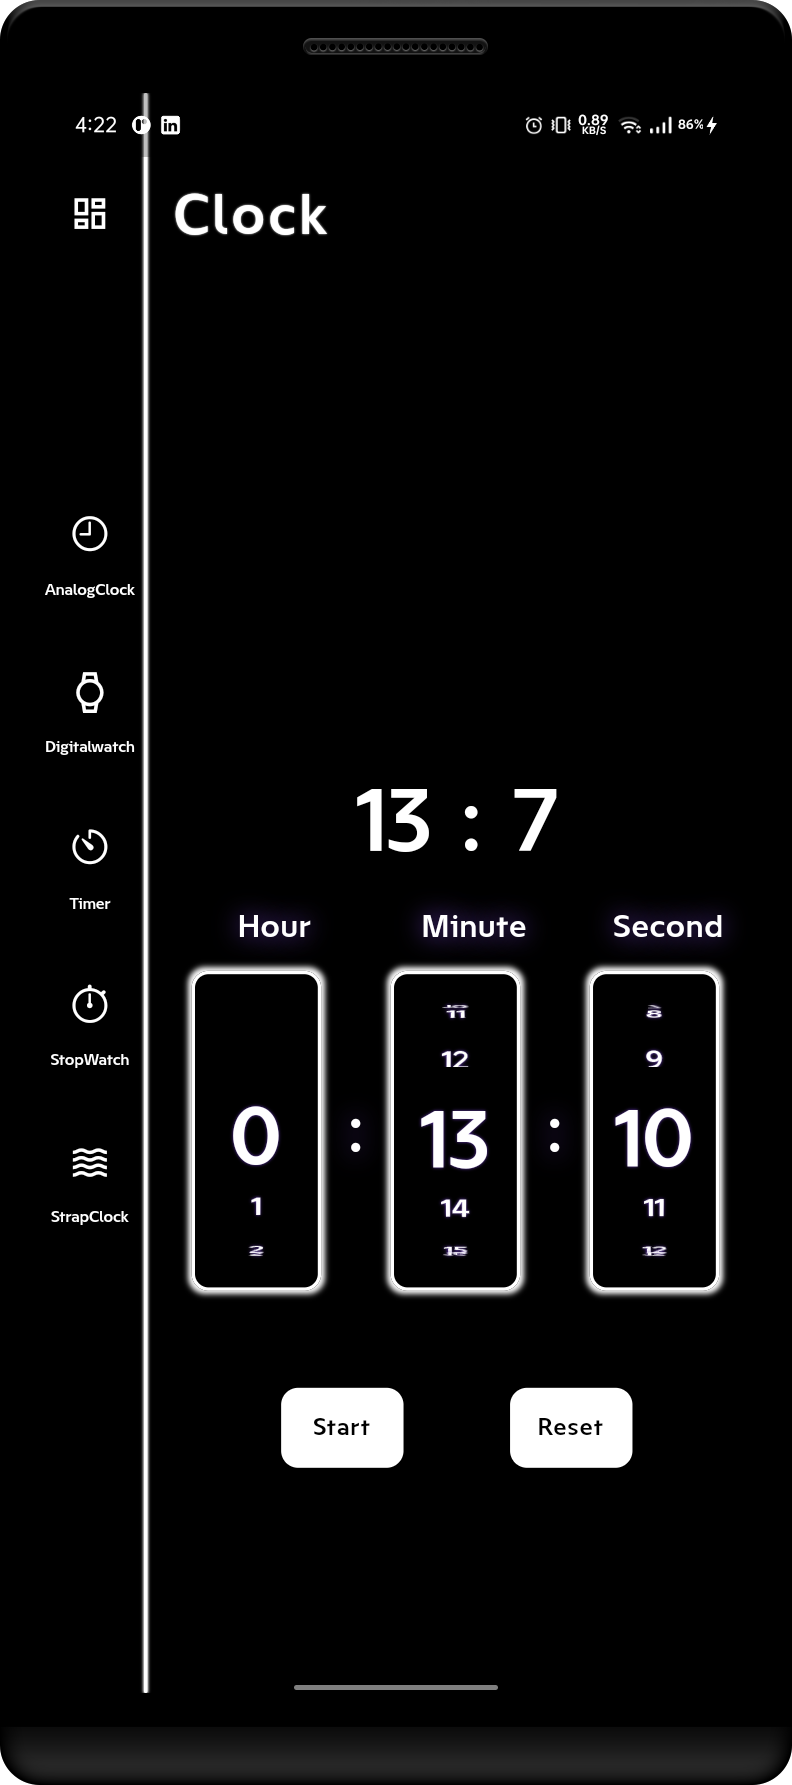 4:22 in 0.89 KB/S 86%
Clock
AnalogClock
Digitalwatch
Timer
StopWatch
StrapClock
13 : 7
Hour Minute Second
11 8
12 9
0 : 13 : 10
1 14 11
2 15 12
Start Reset